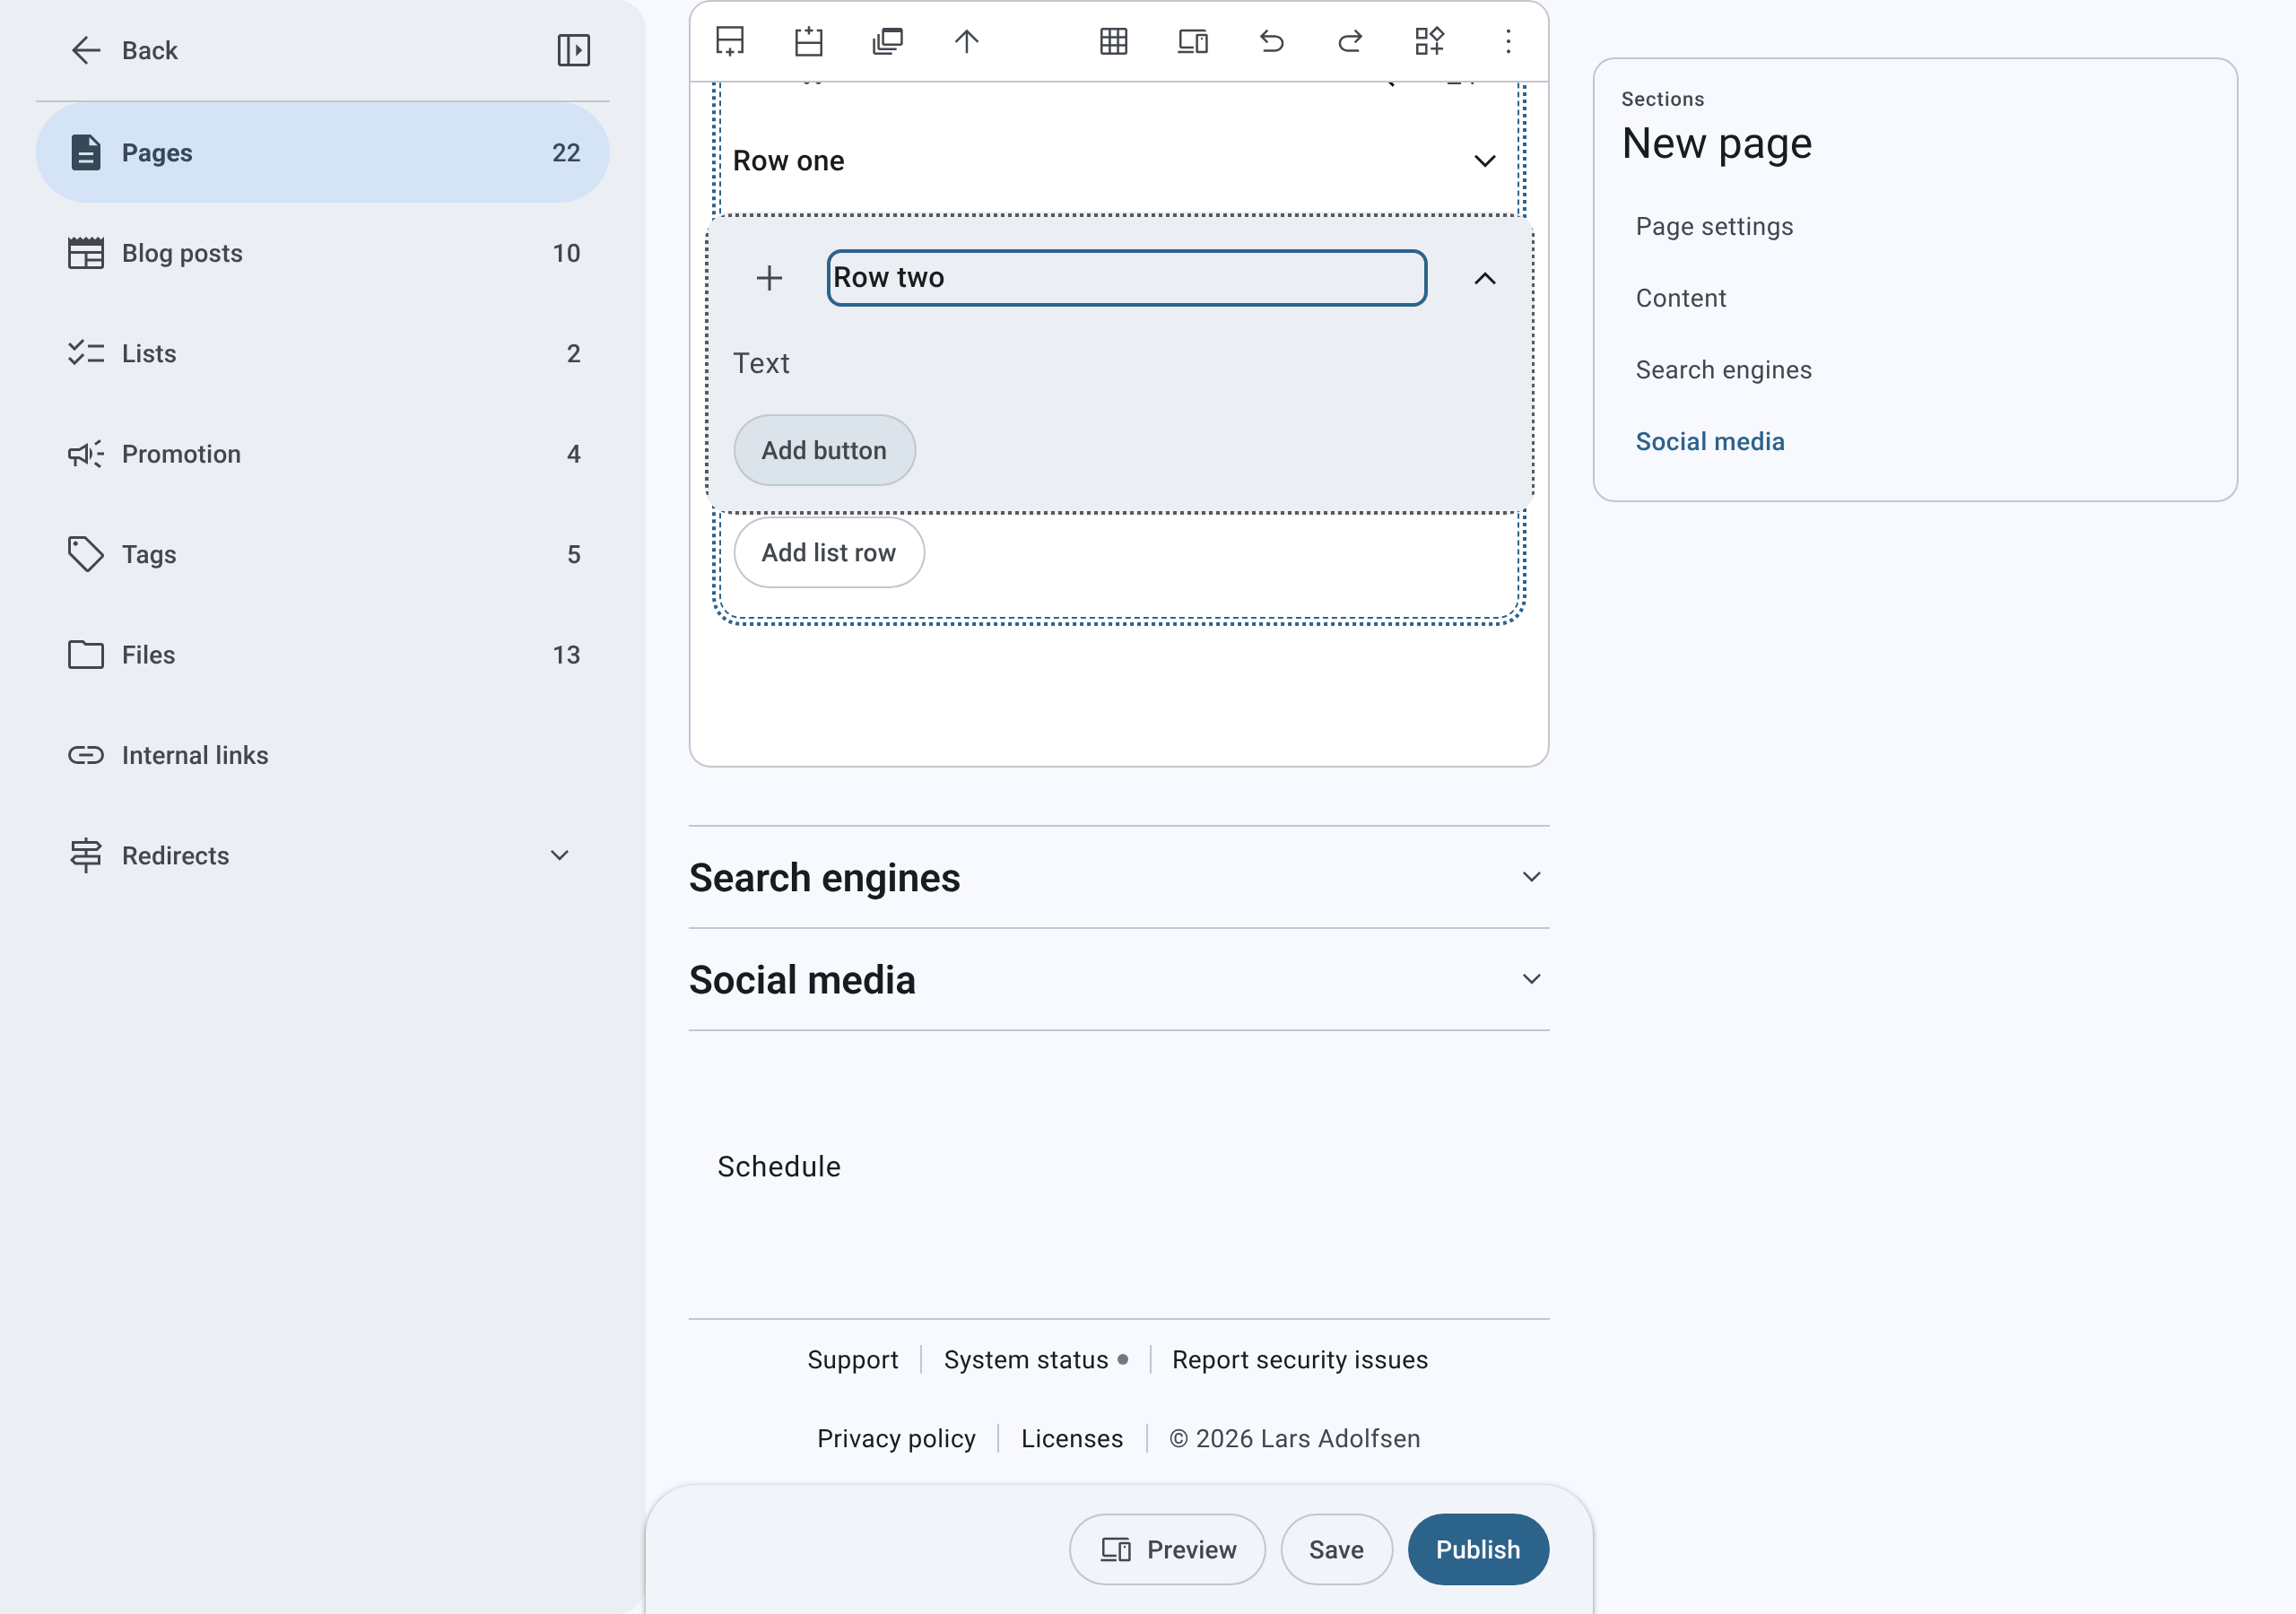 Back
Pages 22
Blog posts 10
Lists 2
Promotion 4
Tags 5
Files 13
Internal links
Redirects
Row one
Row two
Text
Add button
Add list row
Search engines
Social media
Schedule
Support
System status
Report security issues
Privacy policy
Licenses
© 2026 Lars Adolfsen
Preview
Save
Publish
Sections
New page
Page settings
Content
Search engines
Social media